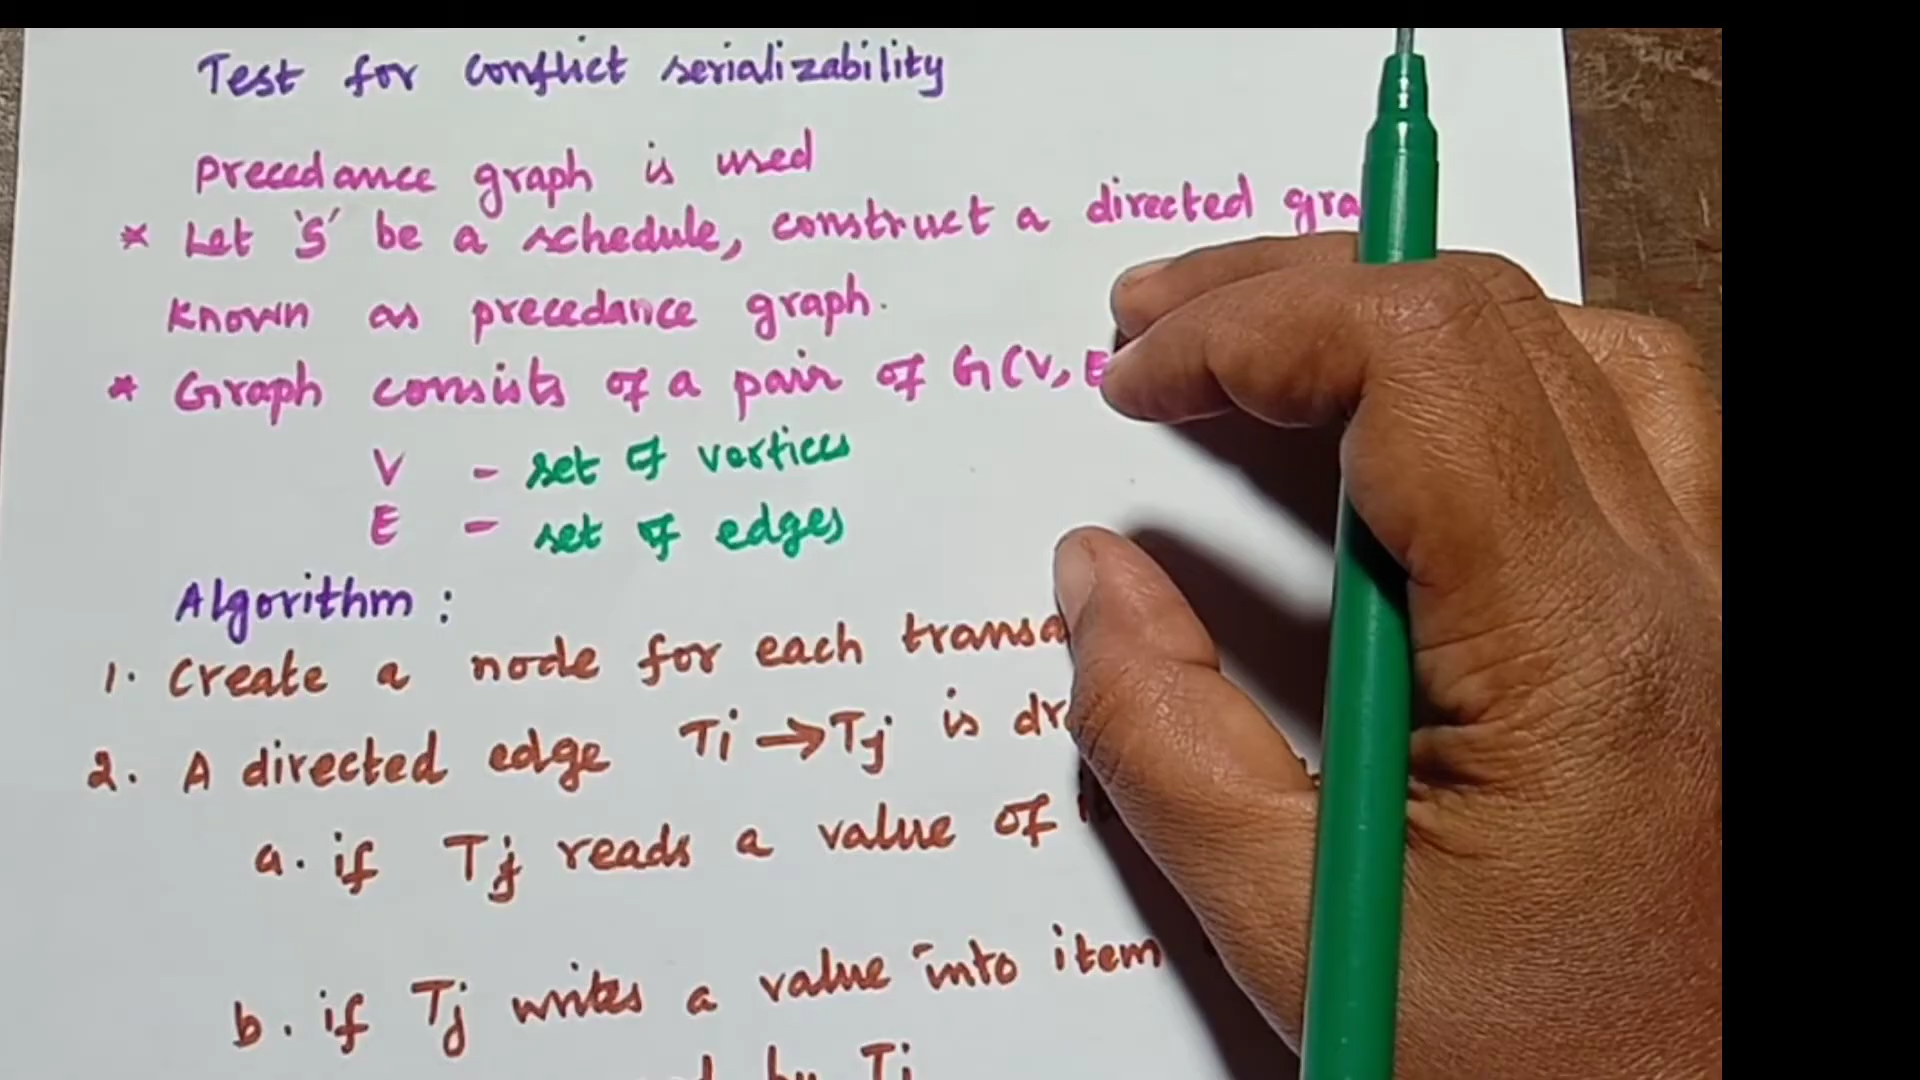 Test for conflict serializability
Precedance graph is used
* Let 'S' be a schedule, construct a directed gra
known as precedance graph.
* Graph consists of a pair of G(V, E
V - set of vertices
E - set of edges
Algorithm :
1. Create a node for each transa
2. A directed edge Ti → Tj is dr
a. if Tj reads a value of
b. if Tj writes a value into item
by Ti